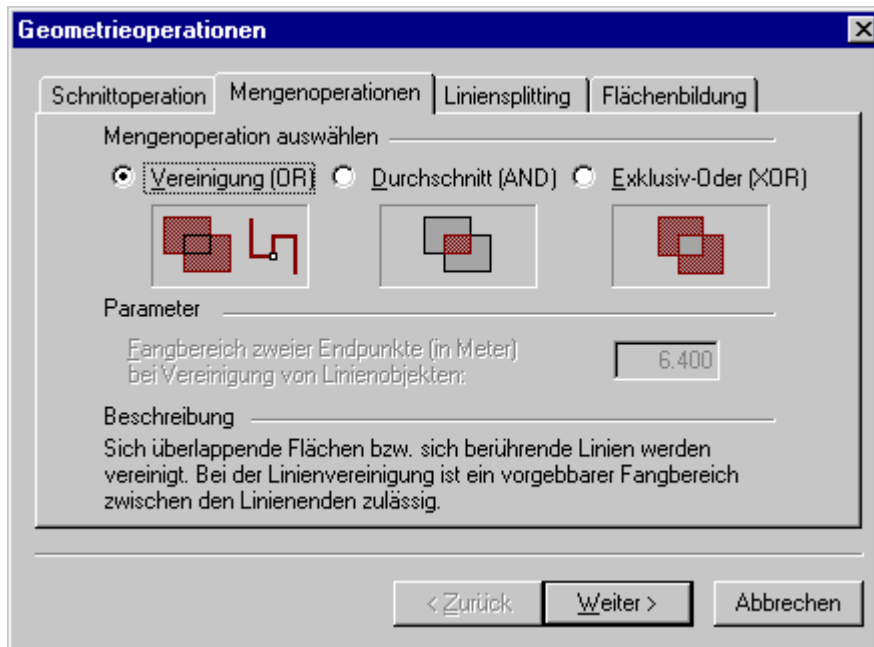 Geometrieoperationen
Schnittoperation Mengenoperationen Liniensplitting Flächenbildung
Mengenoperation auswählen
Vereinigung (OR) Durchschnitt (AND) Exklusiv-Oder (XOR)
Parameter
Fangbereich zweier Endpunkte (in Meter)
bei Vereinigung von Linienobjekten:
6.400
Beschreibung
Sich überlappende Flächen bzw. sich berührende Linien werden
vereinigt. Bei der Linienvereinigung ist ein vorgebbarer Fangbereich
zwischen den Linienenden zulässig.
< Zurück Weiter > Abbrechen